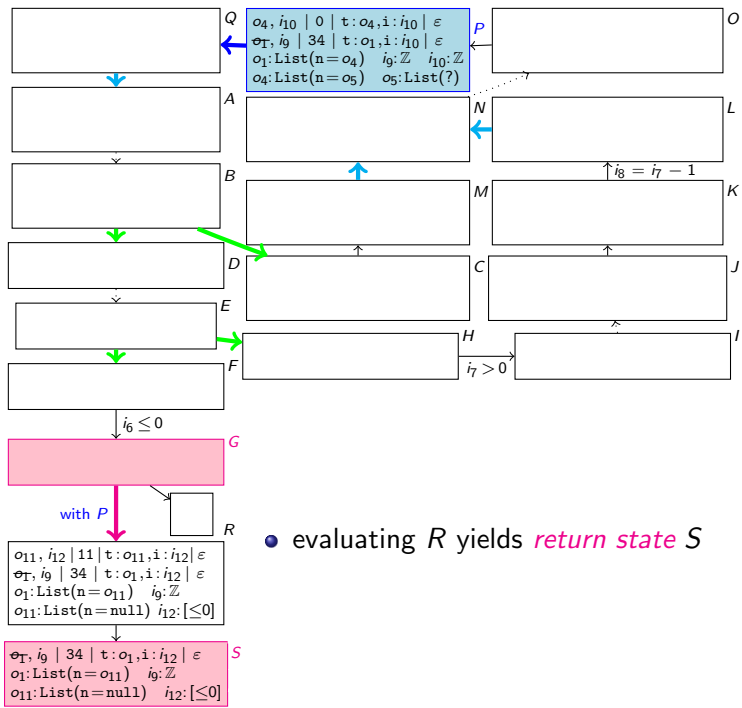 Q
o₄, i₁₀ | 0 | t:o₄,i:i₁₀ | ε
o₁, i₉ | 34 | t:o₁,i:i₁₀ | ε
o₁:List(n=o₄) i₉:ℤ i₁₀:ℤ
o₄:List(n=o₅) o₅:List(?)
P
O
A
N
L
B
i₈ = i₇ − 1
M
K
D
C
J
E
H
I
i₇ > 0
F
i₆ ≤ 0
G
with P
R
o₁₁, i₁₂ | 11 | t:o₁₁,i:i₁₂ | ε
o₁, i₉ | 34 | t:o₁,i:i₁₂ | ε
o₁:List(n=o₁₁) i₉:ℤ
o₁₁:List(n=null) i₁₂:[≤0]
• evaluating R yields return state S
S
o₁, i₉ | 34 | t:o₁,i:i₁₂ | ε
o₁:List(n=o₁₁) i₉:ℤ
o₁₁:List(n=null) i₁₂:[≤0]